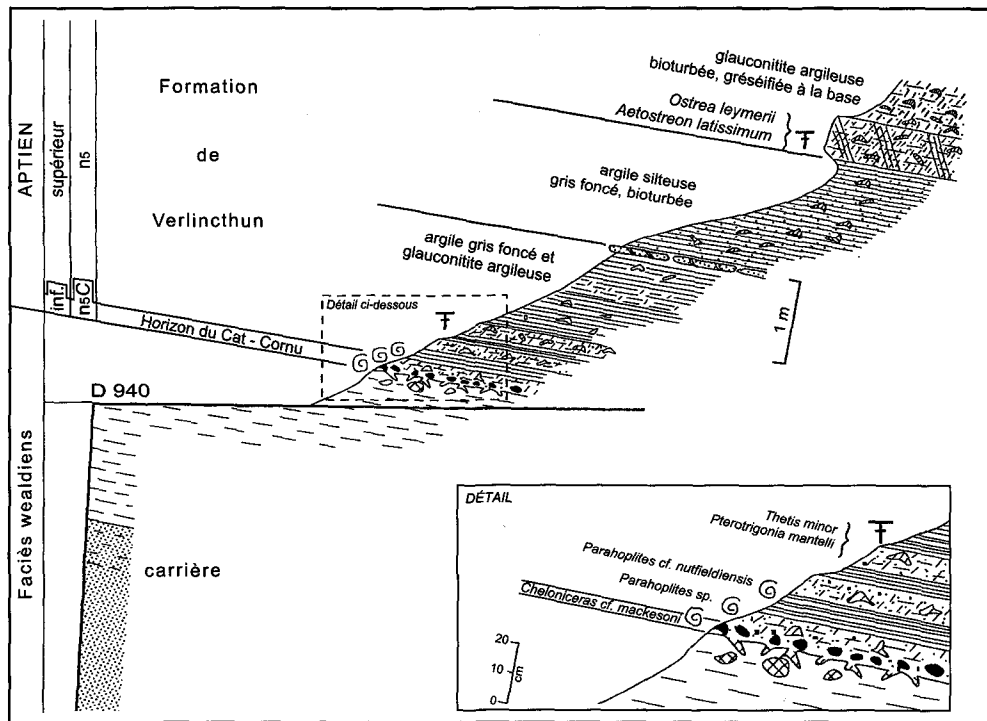 APTIEN
supérieur
n5
inf.
n5C
Formation
de
Verlincthun
glauconitite argileuse
bioturbée, gréséifiée à la base
Ostrea leymerii
Aetostreon latissimum
argile silteuse
gris foncé, bioturbée
argile gris foncé et
glauconitite argileuse
Détail ci-dessous
Horizon du Cat - Cornu
1 m
D 940
Faciès wealdiens
carrière
DÉTAIL
Thetis minor
Pterotrigonia mantelli
Parahoplites cf. nutfieldiensis
Parahoplites sp.
Cheloniceras cf. mackesoni
20
10
0
cm